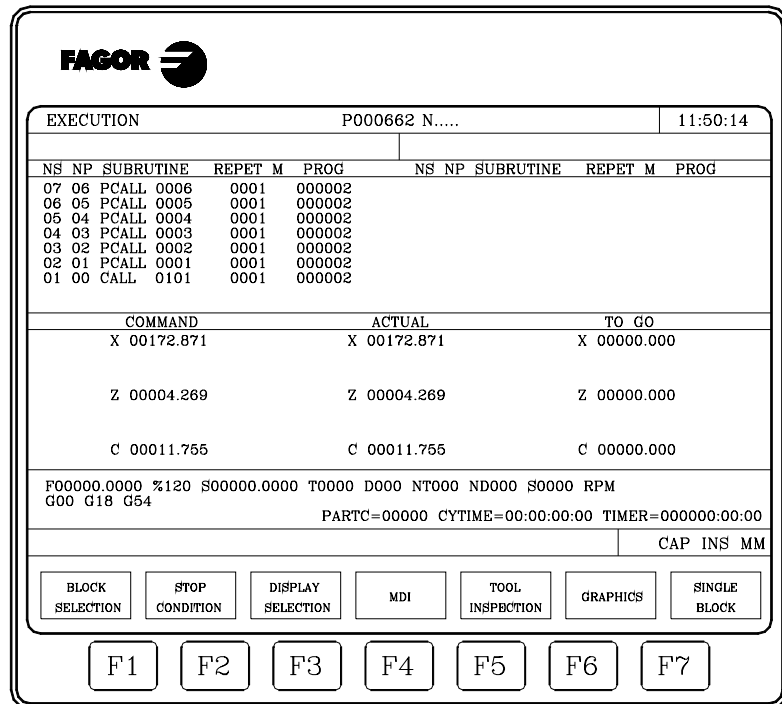 FAGOR
EXECUTION P000662 N..... 11:50:14
NS NP SUBRUTINE REPET M PROG NS NP SUBRUTINE REPET M PROG
07 06 PCALL 0006 0001 000002
06 05 PCALL 0005 0001 000002
05 04 PCALL 0004 0001 000002
04 03 PCALL 0003 0001 000002
03 02 PCALL 0002 0001 000002
02 01 PCALL 0001 0001 000002
01 00 CALL 0101 0001 000002
COMMAND ACTUAL TO GO
X 00172.871 X 00172.871 X 00000.000
Z 00004.269 Z 00004.269 Z 00000.000
C 00011.755 C 00011.755 C 00000.000
F00000.0000 %120 S00000.0000 T0000 D000 NT000 ND000 S0000 RPM
G00 G18 G54
PARTC=00000 CYTIME=00:00:00:00 TIMER=000000:00:00
CAP INS MM
BLOCK SELECTION
STOP CONDITION
DISPLAY SELECTION
MDI
TOOL INSPECTION
GRAPHICS
SINGLE BLOCK
F1 F2 F3 F4 F5 F6 F7